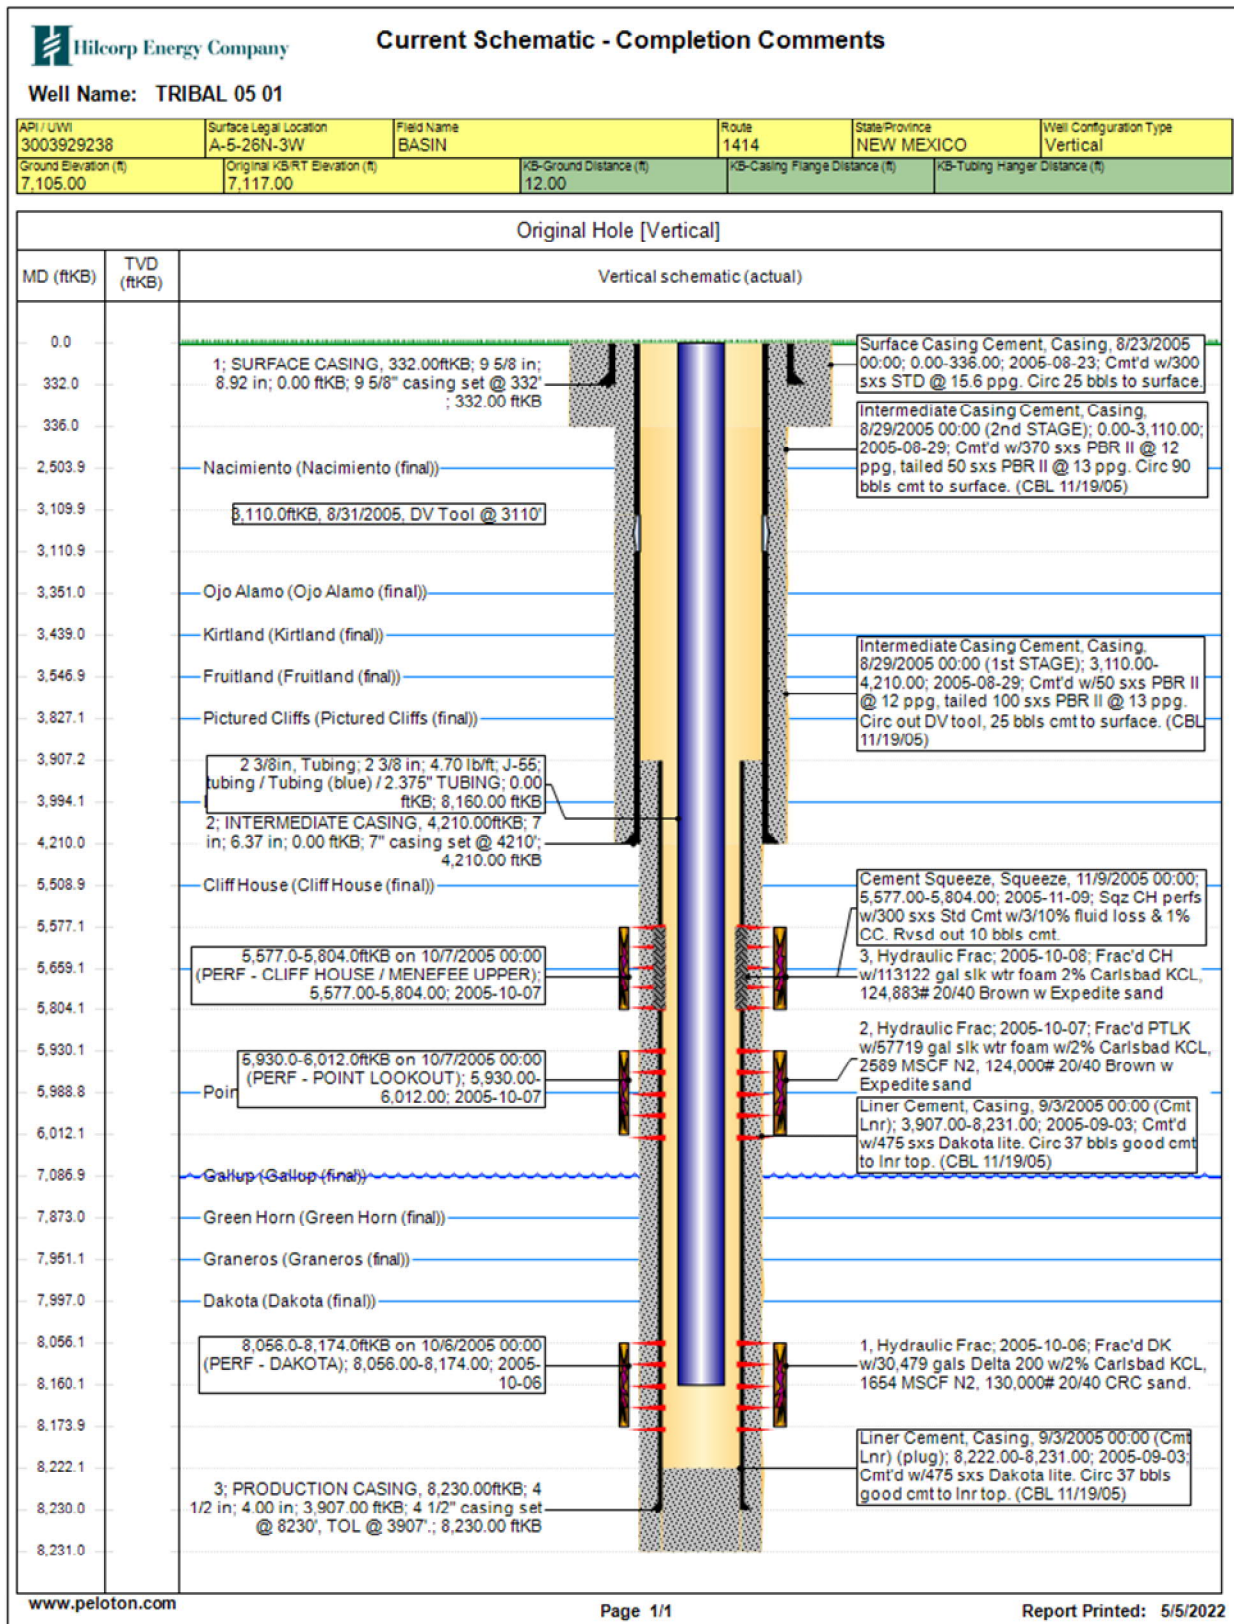 Hilcorp Energy Company
Current Schematic - Completion Comments
Well Name: TRIBAL 05 01
API / UWI
3003929238
Surface Legal Location
A-5-26N-3W
Field Name
BASIN
Route
1414
State/Province
NEW MEXICO
Well Configuration Type
Vertical
Ground Elevation (ft)
7,105.00
Original KB/RT Elevation (ft)
7,117.00
KB-Ground Distance (ft)
12.00
KB-Casing Flange Distance (ft)
KB-Tubing Hanger Distance (ft)
Original Hole [Vertical]
MD (ftKB)
TVD
(ftKB)
Vertical schematic (actual)
0.0
332.0
336.0
2,503.9
3,109.9
3,110.9
3,351.0
3,439.0
3,546.9
3,827.1
3,907.2
3,994.1
4,210.0
5,508.9
5,577.1
5,659.1
5,804.1
5,930.1
5,988.8
6,012.1
7,086.9
7,873.0
7,951.1
7,997.0
8,056.1
8,160.1
8,173.9
8,222.1
8,230.0
8,231.0
1; SURFACE CASING, 332.00ftKB; 9 5/8 in;
8.92 in; 0.00 ftKB; 9 5/8" casing set @ 332'
; 332.00 ftKB
Nacimiento (Nacimiento (final))
3,110.0ftKB, 8/31/2005, DV Tool @ 3110'
Ojo Alamo (Ojo Alamo (final))
Kirtland (Kirtland (final))
Fruitland (Fruitland (final))
Pictured Cliffs (Pictured Cliffs (final))
2 3/8in, Tubing; 2 3/8 in; 4.70 lb/ft; J-55;
tubing / Tubing (blue) / 2.375" TUBING; 0.00
ftKB; 8,160.00 ftKB
2; INTERMEDIATE CASING, 4,210.00ftKB; 7
in; 6.37 in; 0.00 ftKB; 7" casing set @ 4210';
4,210.00 ftKB
Cliff House (Cliff House (final))
5,577.0-5,804.0ftKB on 10/7/2005 00:00
(PERF - CLIFF HOUSE / MENEFEE UPPER);
5,577.00-5,804.00; 2005-10-07
5,930.0-6,012.0ftKB on 10/7/2005 00:00
(PERF - POINT LOOKOUT); 5,930.00-
6,012.00; 2005-10-07
Poin
Gallup (Gallup (final))
Green Horn (Green Horn (final))
Graneros (Graneros (final))
Dakota (Dakota (final))
8,056.0-8,174.0ftKB on 10/6/2005 00:00
(PERF - DAKOTA); 8,056.00-8,174.00; 2005-
10-06
3; PRODUCTION CASING, 8,230.00ftKB; 4
1/2 in; 4.00 in; 3,907.00 ftKB; 4 1/2" casing set
@ 8230', TOL @ 3907'.; 8,230.00 ftKB
Surface Casing Cement, Casing, 8/23/2005
00:00; 0.00-336.00; 2005-08-23; Cmt'd w/300
sxs STD @ 15.6 ppg. Circ 25 bbls to surface.
Intermediate Casing Cement, Casing,
8/29/2005 00:00 (2nd STAGE); 0.00-3,110.00;
2005-08-29; Cmt'd w/370 sxs PBR II @ 12
ppg, tailed 50 sxs PBR II @ 13 ppg. Circ 90
bbls cmt to surface. (CBL 11/19/05)
Intermediate Casing Cement, Casing,
8/29/2005 00:00 (1st STAGE); 3,110.00-
4,210.00; 2005-08-29; Cmt'd w/50 sxs PBR II
@ 12 ppg, tailed 100 sxs PBR II @ 13 ppg.
Circ out DV tool, 25 bbls cmt to surface. (CBL
11/19/05)
Cement Squeeze, Squeeze, 11/9/2005 00:00;
5,577.00-5,804.00; 2005-11-09; Sqz CH perfs
w/300 sxs Std Cmt w/3/10% fluid loss & 1%
CC. Rvsd out 10 bbls cmt.
3, Hydraulic Frac; 2005-10-08; Frac'd CH
w/113122 gal slk wtr foam 2% Carlsbad KCL,
124,883# 20/40 Brown w Expedite sand
2, Hydraulic Frac; 2005-10-07; Frac'd PTLK
w/57719 gal slk wtr foam w/2% Carlsbad KCL,
2589 MSCF N2, 124,000# 20/40 Brown w
Expedite sand
Liner Cement, Casing, 9/3/2005 00:00 (Cmt
Lnr); 3,907.00-8,231.00; 2005-09-03; Cmt'd
w/475 sxs Dakota lite. Circ 37 bbls good cmt
to lnr top. (CBL 11/19/05)
1, Hydraulic Frac; 2005-10-06; Frac'd DK
w/30,479 gals Delta 200 w/2% Carlsbad KCL,
1654 MSCF N2, 130,000# 20/40 CRC sand.
Liner Cement, Casing, 9/3/2005 00:00 (Cmt
Lnr) (plug); 8,222.00-8,231.00; 2005-09-03;
Cmt'd w/475 sxs Dakota lite. Circ 37 bbls
good cmt to lnr top. (CBL 11/19/05)
www.peloton.com
Page 1/1
Report Printed: 5/5/2022